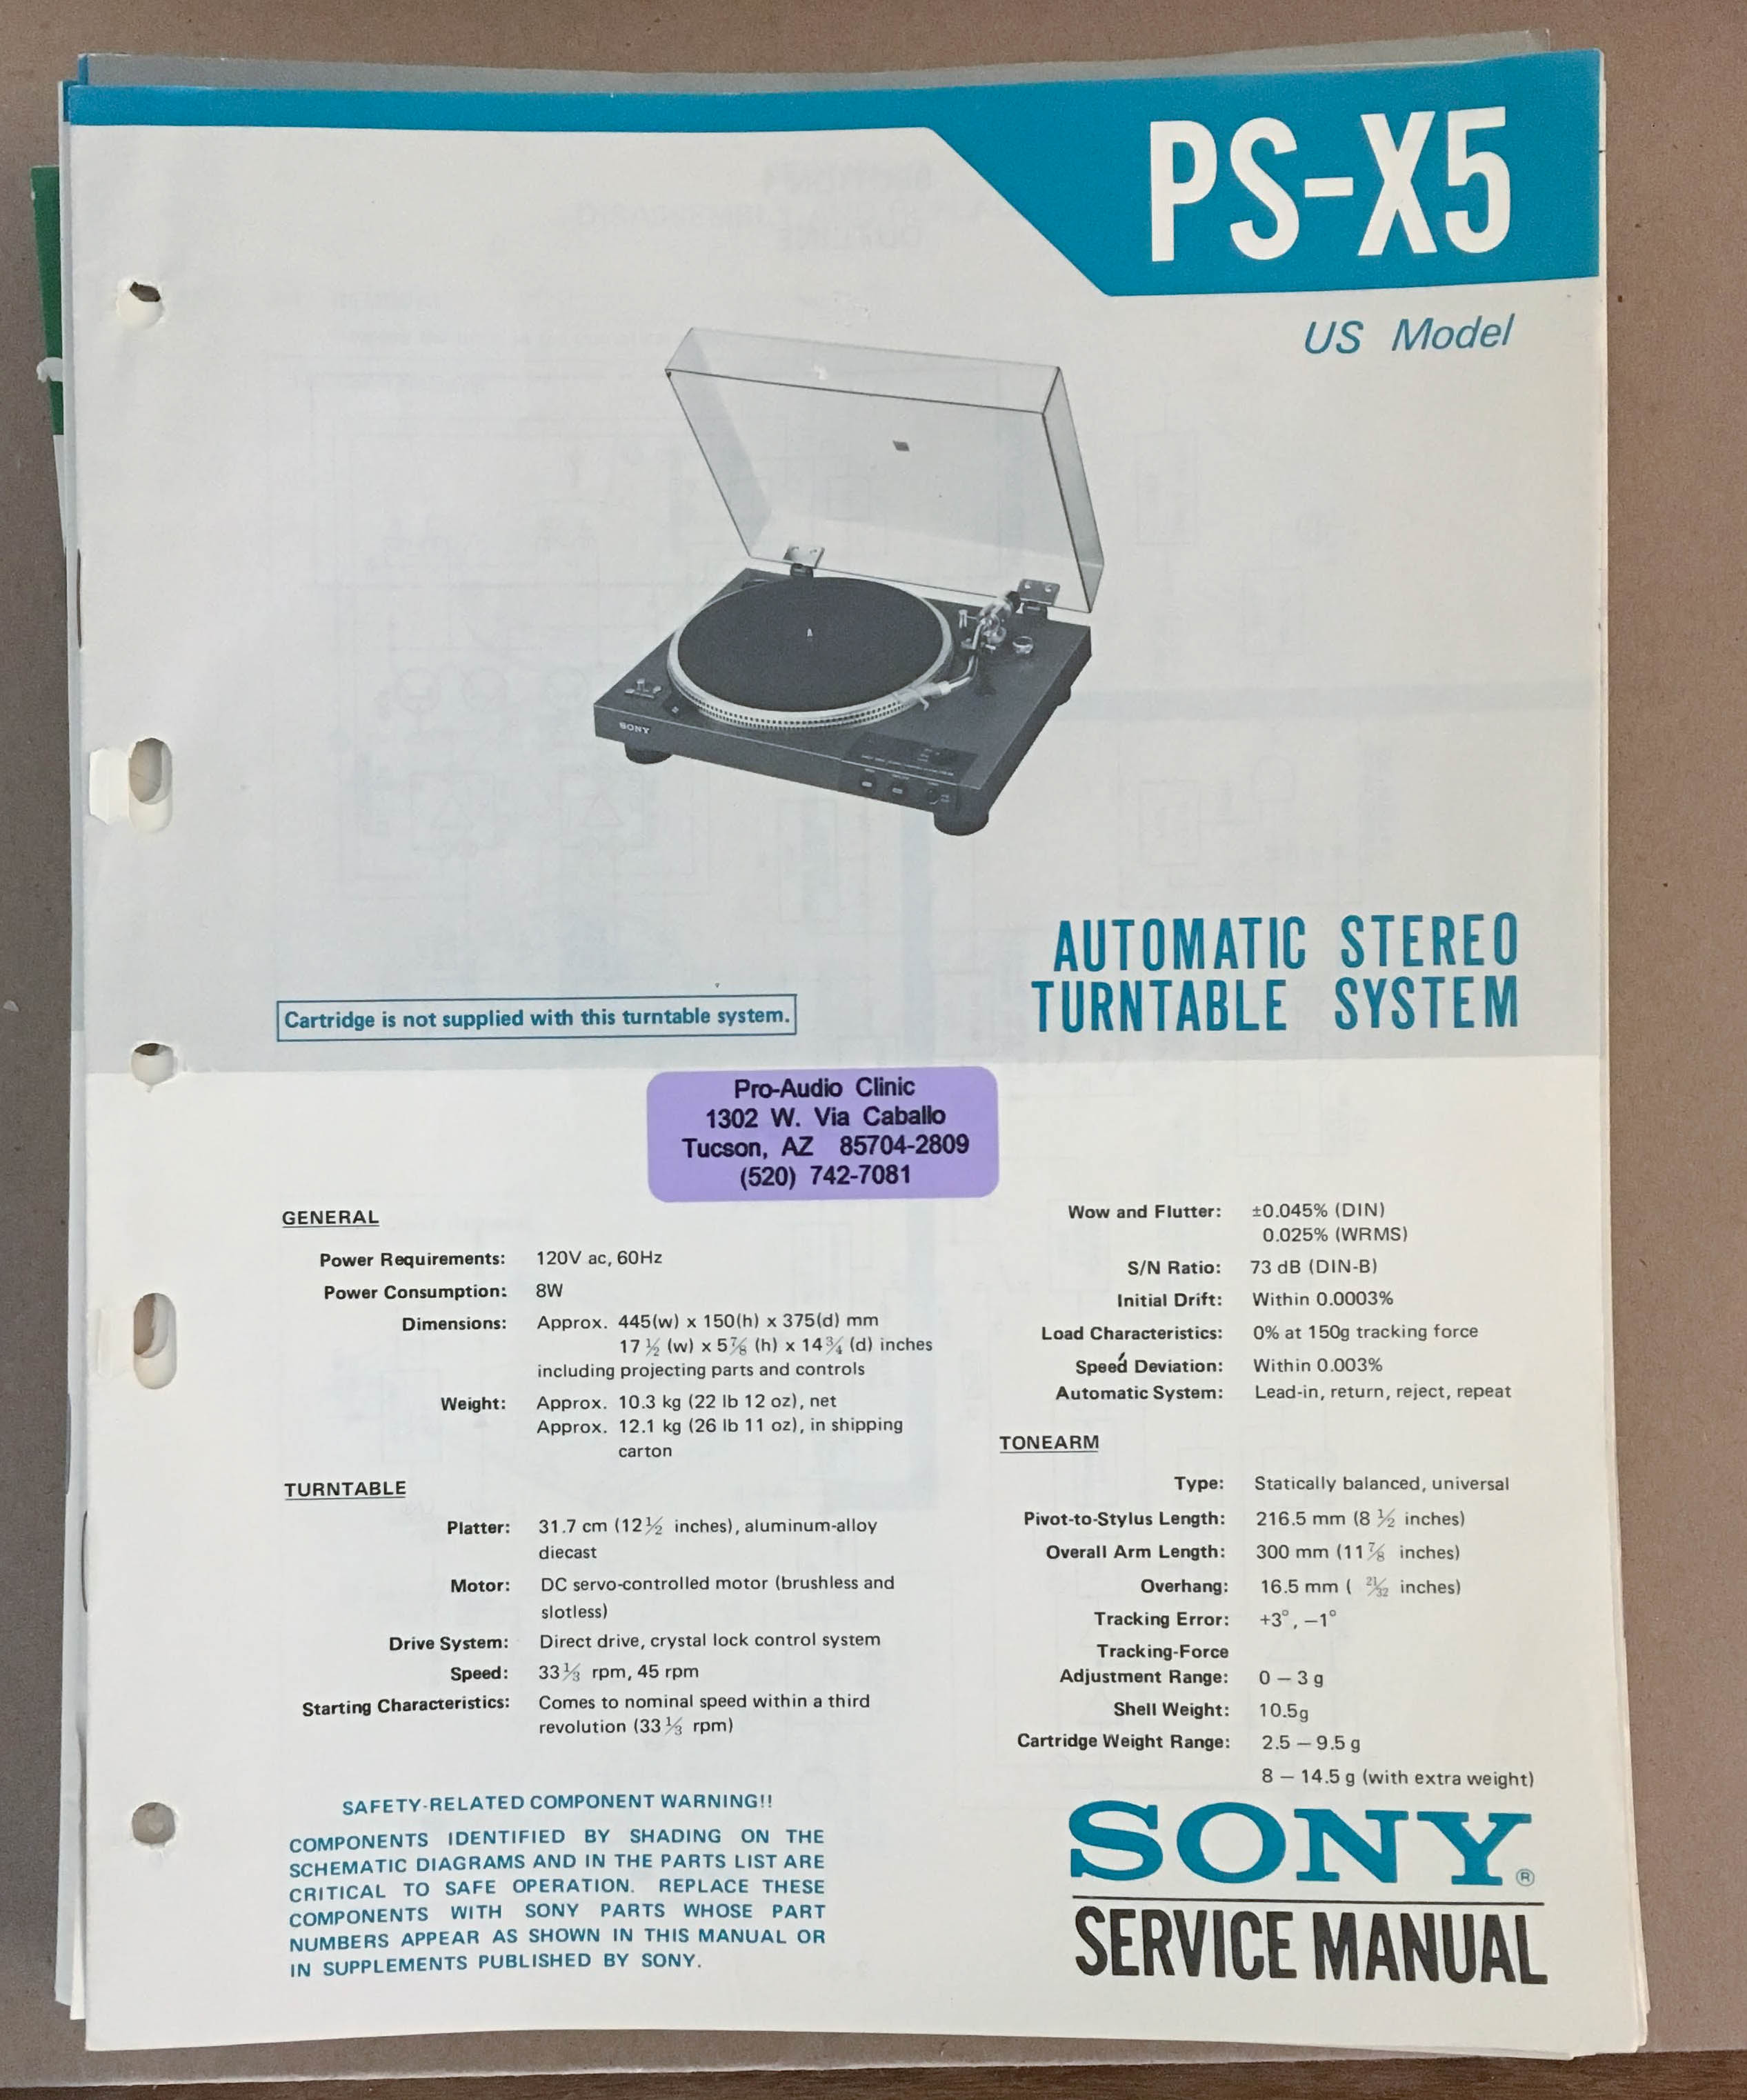 PS-X5
US Model
SONY
AUTOMATIC STEREO
TURNTABLE SYSTEM
Cartridge is not supplied with this turntable system.
Pro-Audio Clinic
1302 W. Via Caballo
Tucson, AZ 85704-2809
(520) 742-7081
GENERAL
Power Requirements: 120V ac, 60Hz
Power Consumption: 8W
Dimensions: Approx. 445(w) x 150(h) x 375(d) mm
17 ½ (w) x 5⅞ (h) x 14¾ (d) inches
including projecting parts and controls
Weight: Approx. 10.3 kg (22 lb 12 oz), net
Approx. 12.1 kg (26 lb 11 oz), in shipping
carton
TURNTABLE
Platter: 31.7 cm (12½ inches), aluminum-alloy
diecast
Motor: DC servo-controlled motor (brushless and
slotless)
Drive System: Direct drive, crystal lock control system
Speed: 33⅓ rpm, 45 rpm
Starting Characteristics: Comes to nominal speed within a third
revolution (33⅓ rpm)
SAFETY-RELATED COMPONENT WARNING!!
COMPONENTS IDENTIFIED BY SHADING ON THE
SCHEMATIC DIAGRAMS AND IN THE PARTS LIST ARE
CRITICAL TO SAFE OPERATION. REPLACE THESE
COMPONENTS WITH SONY PARTS WHOSE PART
NUMBERS APPEAR AS SHOWN IN THIS MANUAL OR
IN SUPPLEMENTS PUBLISHED BY SONY.
Wow and Flutter: ±0.045% (DIN)
0.025% (WRMS)
S/N Ratio: 73 dB (DIN-B)
Initial Drift: Within 0.0003%
Load Characteristics: 0% at 150g tracking force
Speed Deviation: Within 0.003%
Automatic System: Lead-in, return, reject, repeat
TONEARM
Type: Statically balanced, universal
Pivot-to-Stylus Length: 216.5 mm (8 ½ inches)
Overall Arm Length: 300 mm (11⅞ inches)
Overhang: 16.5 mm ( 21/32 inches)
Tracking Error: +3°, −1°
Tracking-Force
Adjustment Range: 0 — 3 g
Shell Weight: 10.5g
Cartridge Weight Range: 2.5 — 9.5 g
8 — 14.5 g (with extra weight)
SONY®
SERVICE MANUAL